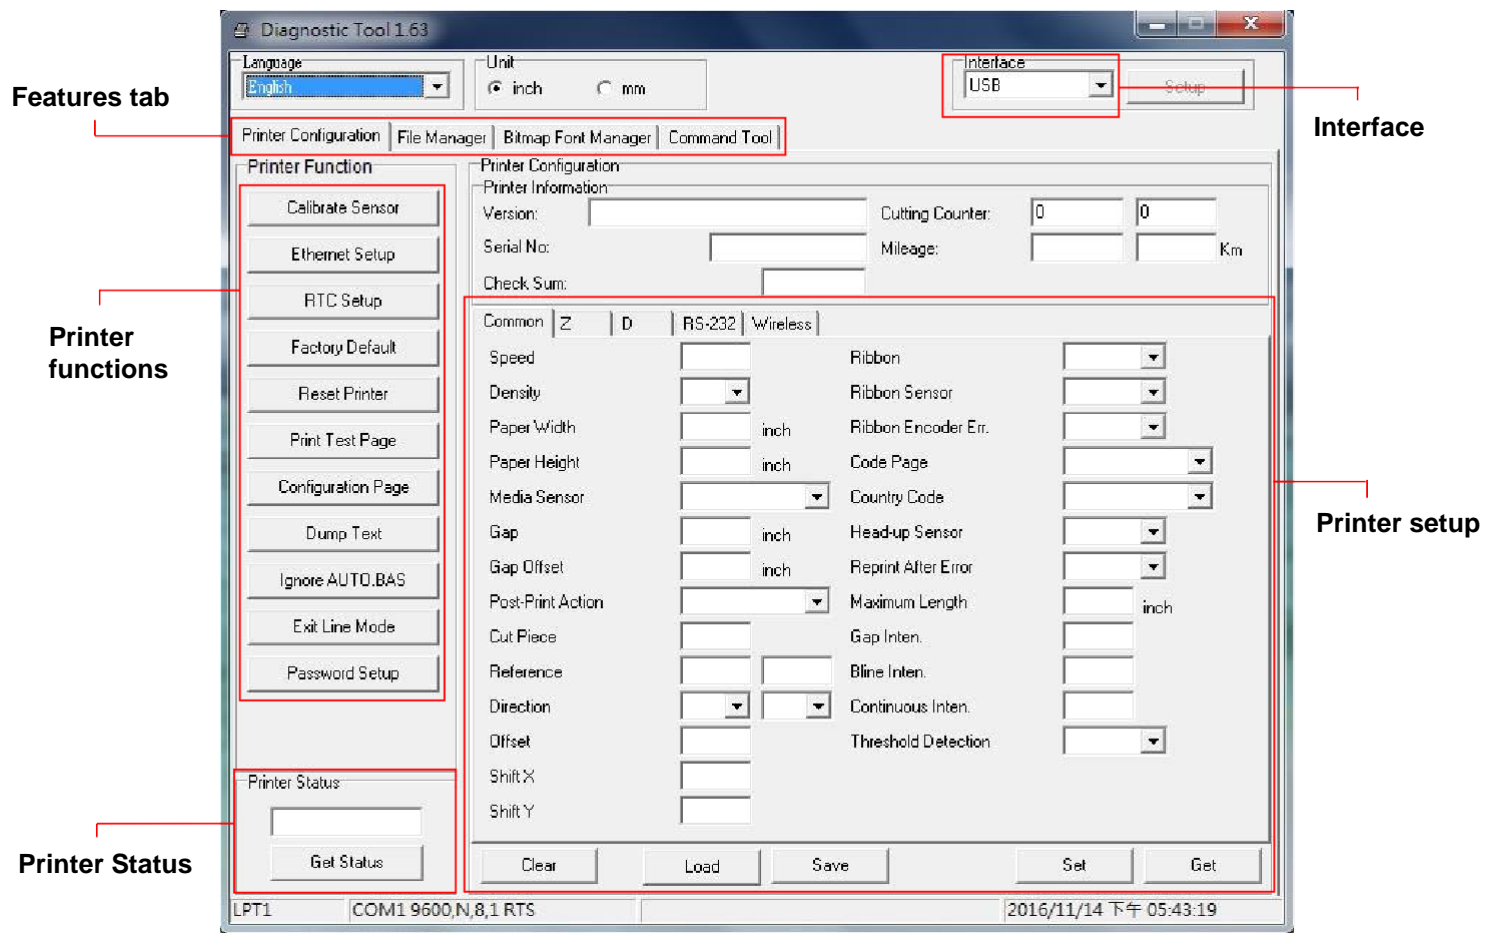 Diagnostic Tool 1.63
Language
English
Unit
inch
mm
Interface
USB
Setup
Features tab
Interface
Printer Configuration
File Manager
Bitmap Font Manager
Command Tool
Printer Function
Calibrate Sensor
Ethernet Setup
RTC Setup
Factory Default
Reset Printer
Print Test Page
Configuration Page
Dump Text
Ignore AUTO.BAS
Exit Line Mode
Password Setup
Printer functions
Printer Configuration
Printer Information
Version:
Cutting Counter: 0 0
Serial No:
Mileage: Km
Check Sum:
Common Z D RS-232 Wireless
Speed
Ribbon
Density
Ribbon Sensor
Paper Width inch
Ribbon Encoder Err.
Paper Height inch
Code Page
Media Sensor
Country Code
Gap inch
Head-up Sensor
Gap Offset inch
Reprint After Error
Post-Print Action
Maximum Length inch
Cut Piece
Gap Inten.
Reference
Bline Inten.
Direction
Continuous Inten.
Offset
Threshold Detection
Shift X
Shift Y
Printer setup
Printer Status
Get Status
Printer Status
Clear
Load
Save
Set
Get
LPT1
COM1 9600,N,8,1 RTS
2016/11/14 下午 05:43:19